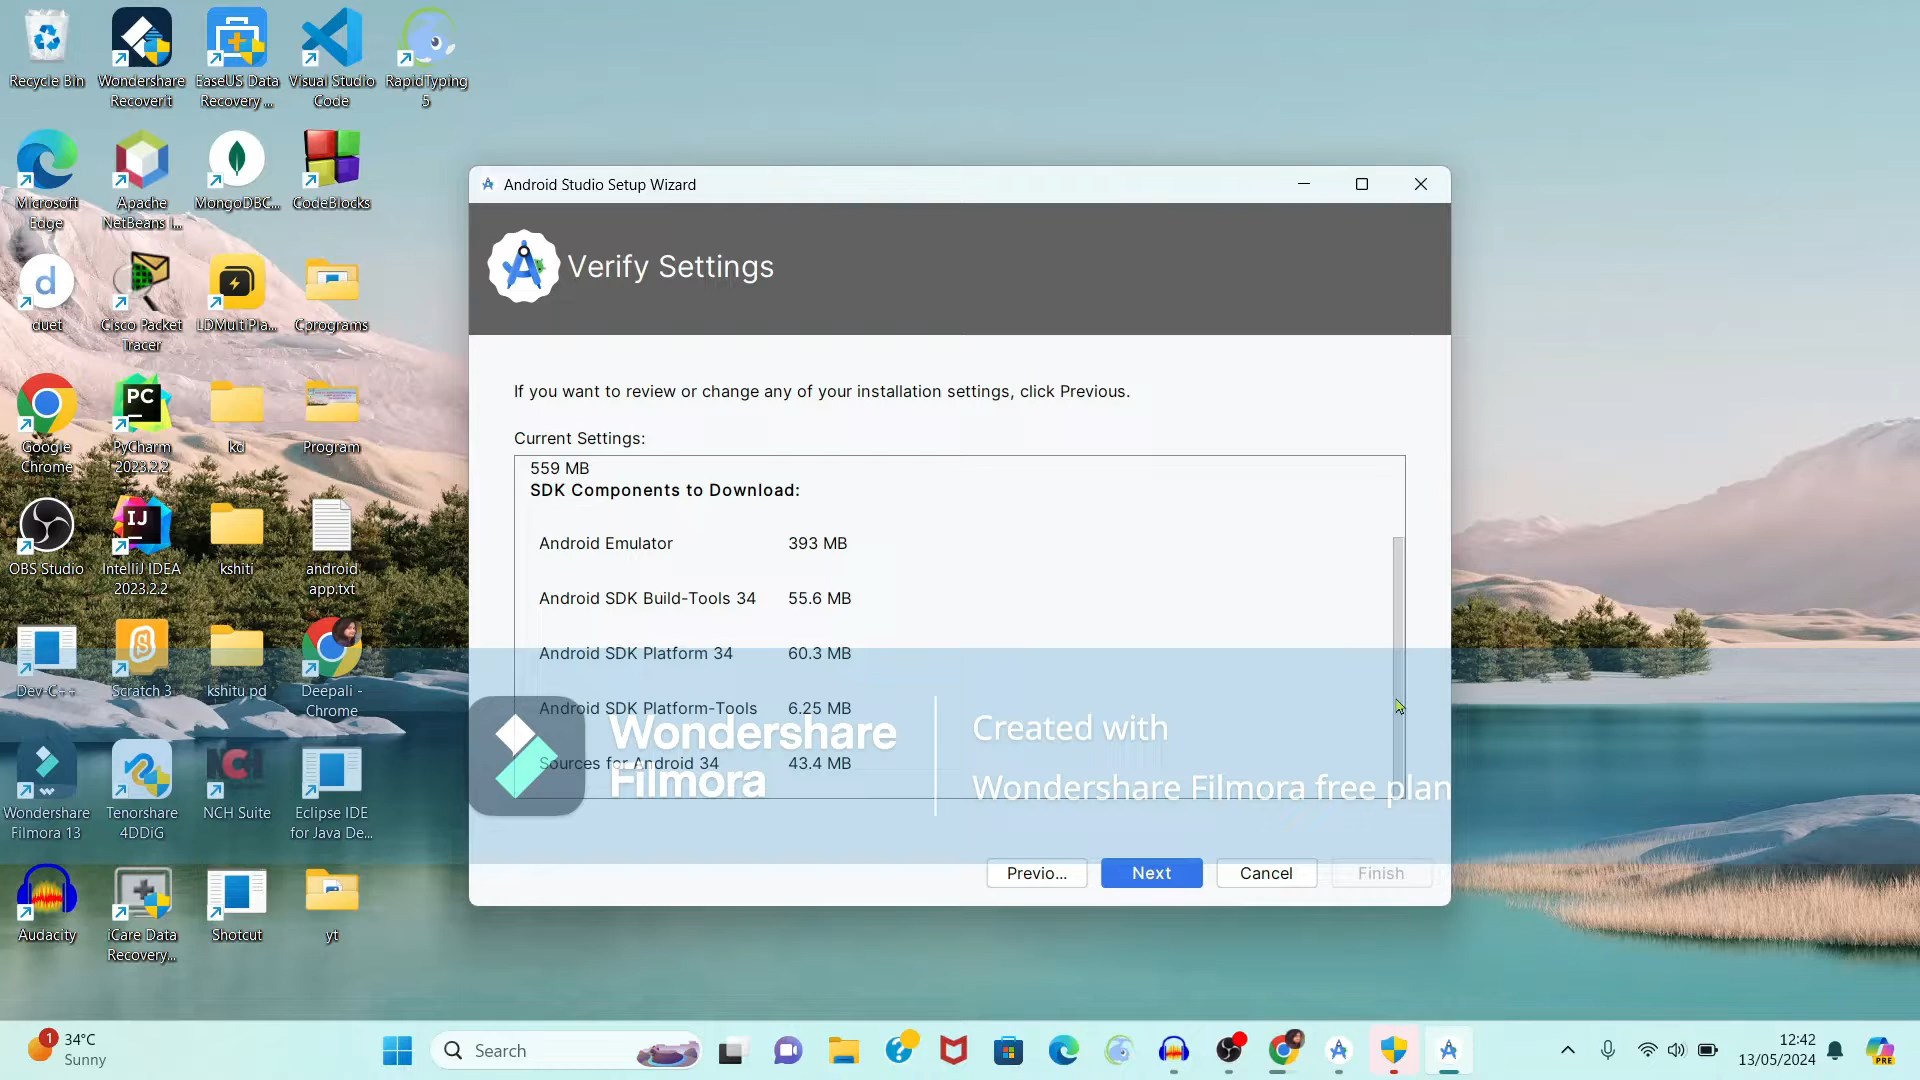 Recycle Bin
Wondershare
Recoverit
EaseUS Data
Recovery ...
Visual Studio
Code
RapidTyping
5
Microsoft
Edge
Apache
NetBeans I...
MongoDBC...
CodeBlocks
duet
Cisco Packet
Tracer
LDMultiPla...
Cprograms
Google
Chrome
PyCharm
2023.2.2
kd
Program
OBS Studio
IntelliJ IDEA
2023.2.2
kshiti
android
app.txt
Dev-C++
Scratch 3
kshitu pd
Deepali -
Chrome
Wondershare
Filmora 13
Tenorshare
4DDiG
NCH Suite
Eclipse IDE
for Java De...
Audacity
iCare Data
Recovery...
Shotcut
yt
d
PC
IJ
NCH
Android Studio Setup Wizard
Verify Settings
If you want to review or change any of your installation settings, click Previous.
Current Settings:
559 MB
SDK Components to Download:
Android Emulator 393 MB
Android SDK Build-Tools 34 55.6 MB
Android SDK Platform 34 60.3 MB
Android SDK Platform-Tools 6.25 MB
Sources for Android 34 43.4 MB
Wondershare
Filmora
Created with
Wondershare Filmora free plan
Previo... Next Cancel Finish
1
34°C
Sunny
Search
12:42
13/05/2024
PRE